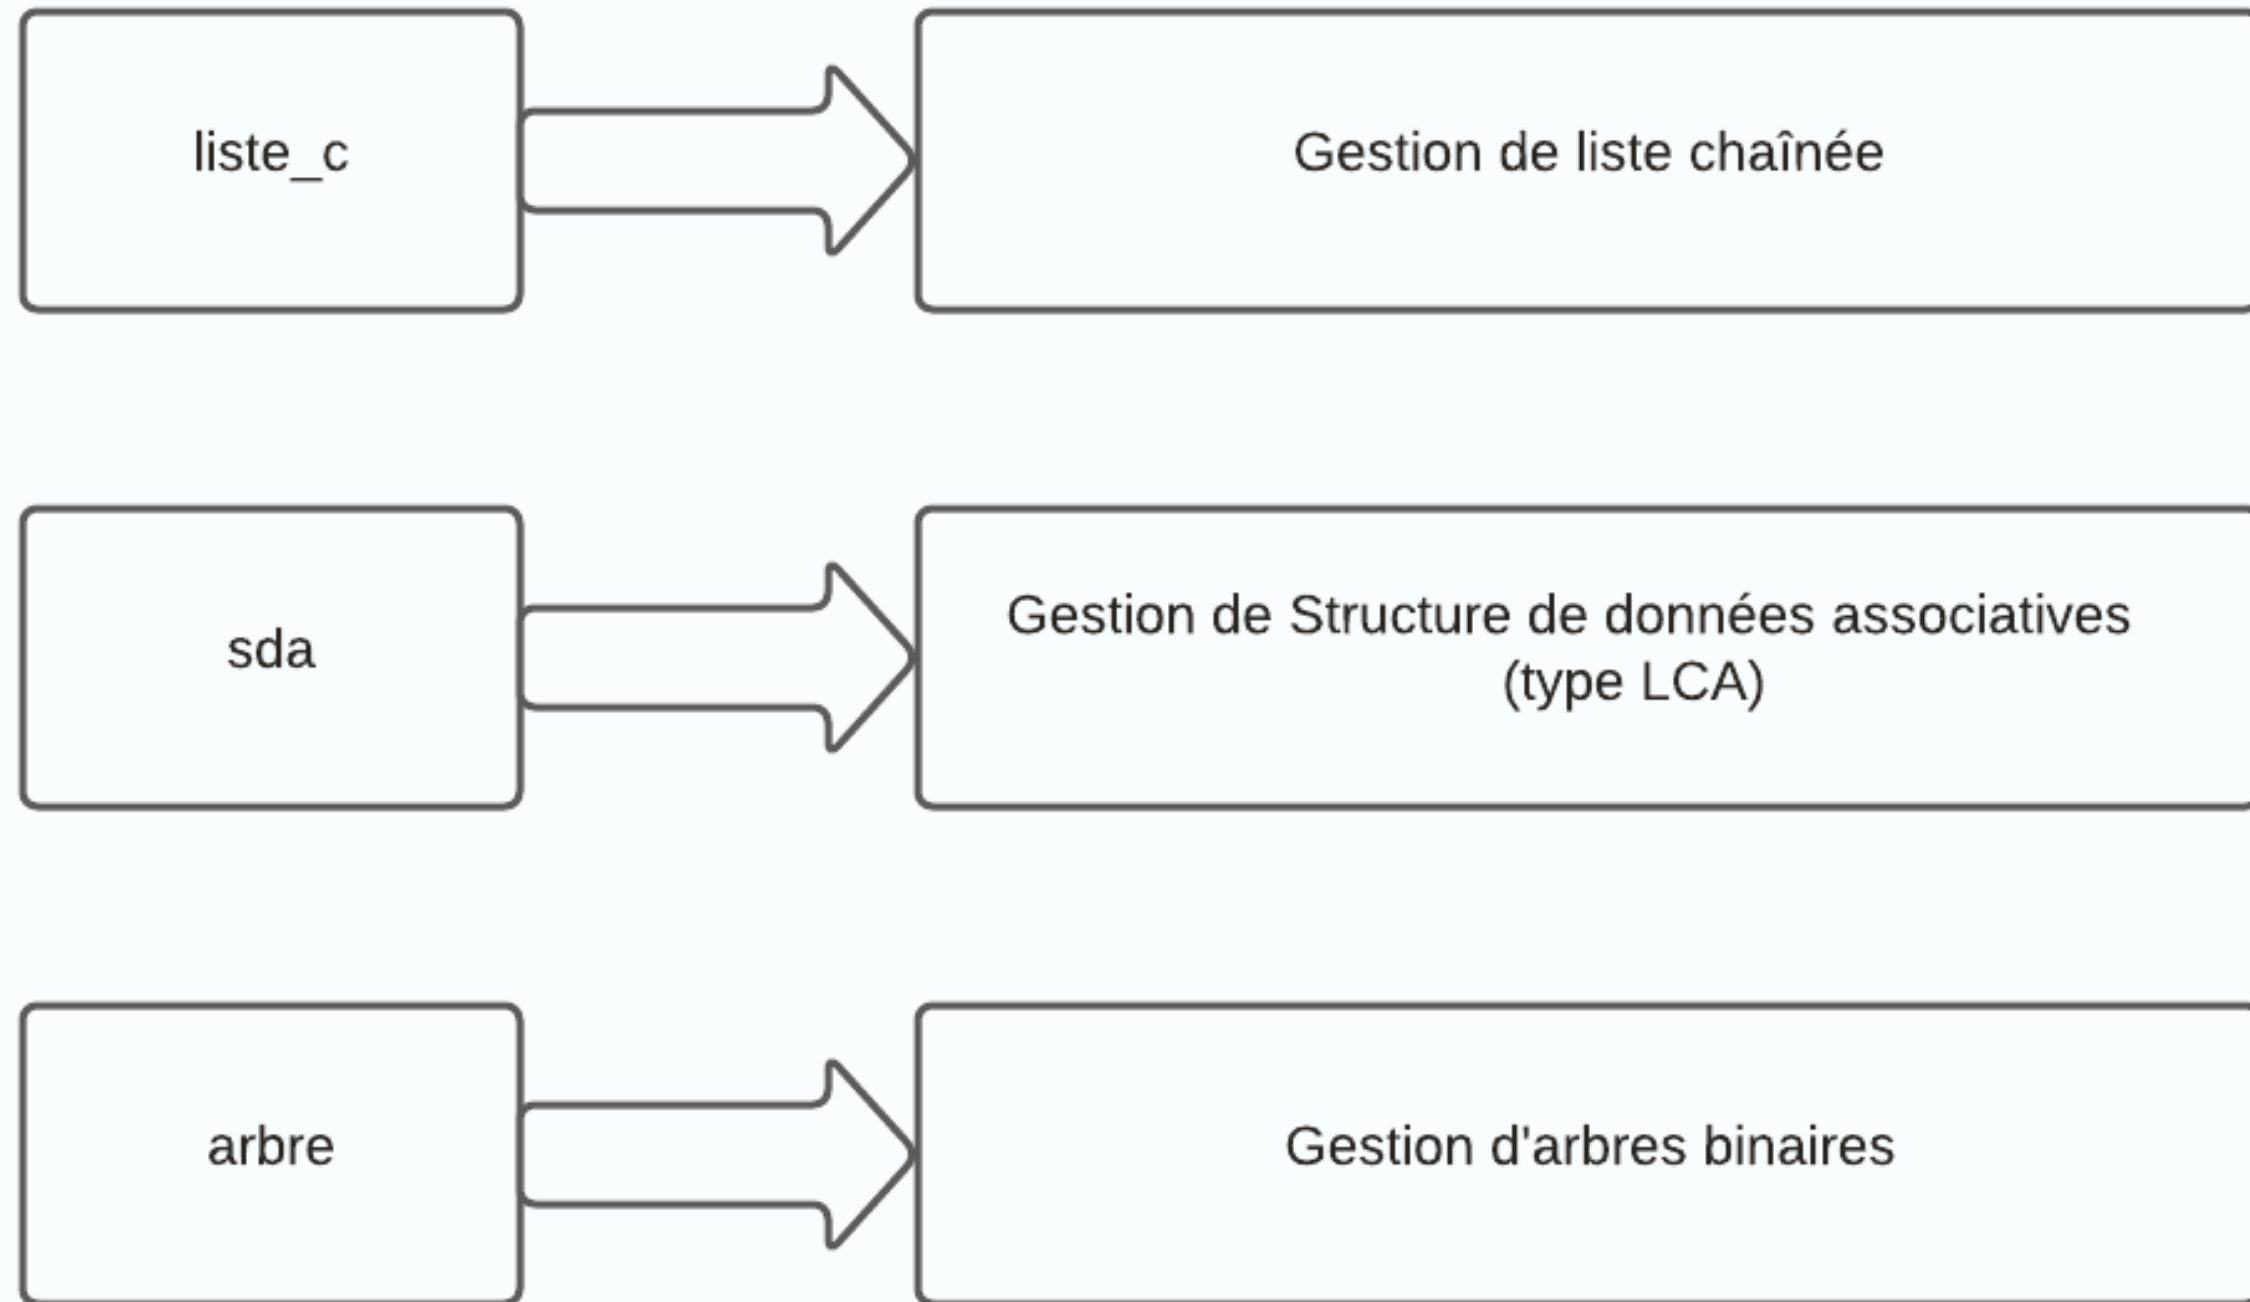 liste_c
Gestion de liste chaînée
sda
Gestion de Structure de données associatives
(type LCA)
arbre
Gestion d'arbres binaires